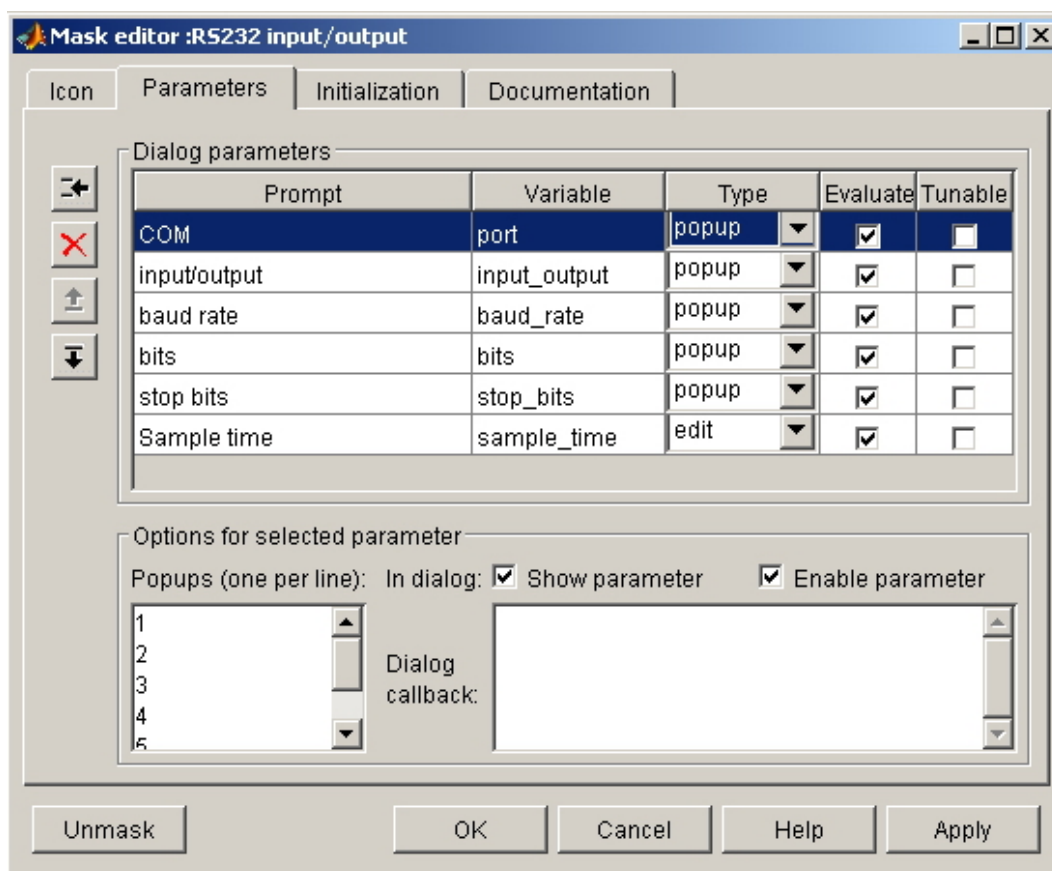 Mask editor :RS232 input/output
Icon Parameters Initialization Documentation
Dialog parameters
Prompt Variable Type Evaluate Tunable
COM port popup
input/output input_output popup
baud rate baud_rate popup
bits bits popup
stop bits stop_bits popup
Sample time sample_time edit
Options for selected parameter
Popups (one per line): In dialog: Show parameter Enable parameter
1
2
3
4
5
Dialog
callback:
Unmask OK Cancel Help Apply